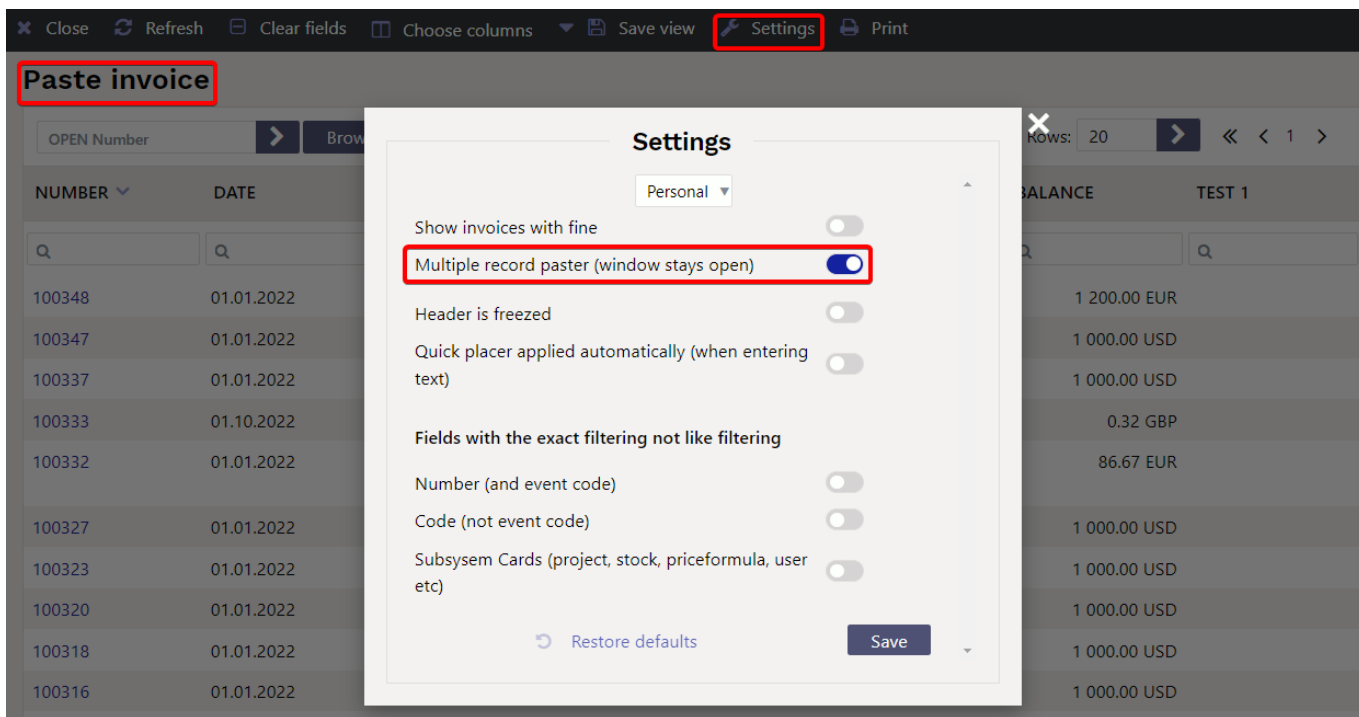 Close Refresh Clear fields Choose columns Save view Settings Print
Paste invoice
OPEN Number Brow Rows: 20 1
Settings
Personal
NUMBER DATE BALANCE TEST 1
Show invoices with fine
Multiple record paster (window stays open)
Header is freezed
Quick placer applied automatically (when entering
text)
Fields with the exact filtering not like filtering
Number (and event code)
Code (not event code)
Subsysem Cards (project, stock, priceformula, user
etc)
Restore defaults Save
100348 01.01.2022 1 200.00 EUR
100347 01.01.2022 1 000.00 USD
100337 01.01.2022 1 000.00 USD
100333 01.10.2022 0.32 GBP
100332 01.01.2022 86.67 EUR
100327 01.01.2022 1 000.00 USD
100323 01.01.2022 1 000.00 USD
100320 01.01.2022 1 000.00 USD
100318 01.01.2022 1 000.00 USD
100316 01.01.2022 1 000.00 USD